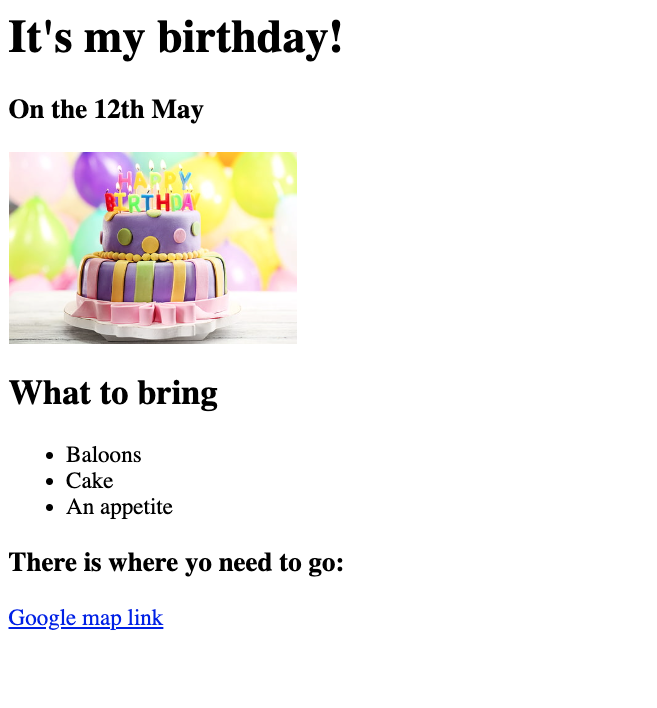 It's my birthday!
On the 12th May
HAPPY
BIRTHDAY
What to bring
Baloons
Cake
An appetite
There is where yo need to go:
Google map link